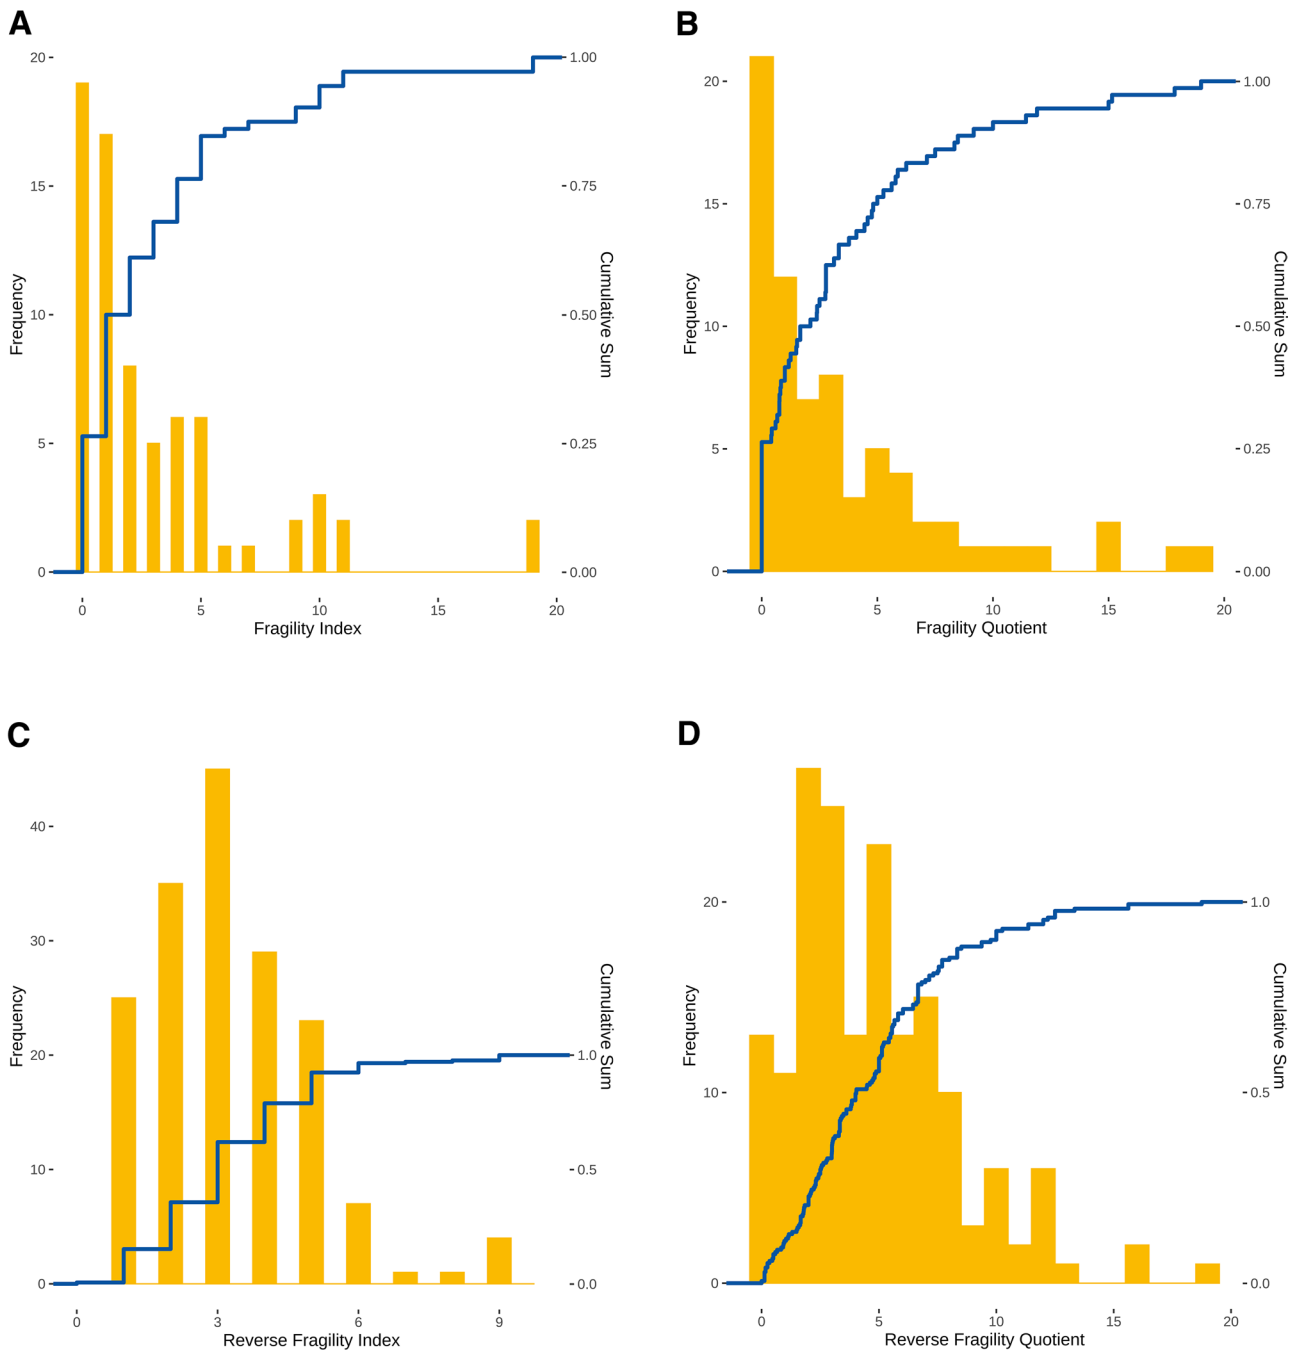 A
20
15
10
5
0
Frequency
1.00
0.75
0.50
0.25
0.00
Cumulative Sum
0 5 10 15 20
Fragility Index
B
20
15
10
5
0
Frequency
1.00
0.75
0.50
0.25
0.00
Cumulative Sum
0 5 10 15 20
Fragility Quotient
C
40
30
20
10
0
Frequency
1.0
0.5
0.0
Cumulative Sum
0 3 6 9
Reverse Fragility Index
D
20
10
0
Frequency
1.0
0.5
0.0
Cumulative Sum
0 5 10 15 20
Reverse Fragility Quotient